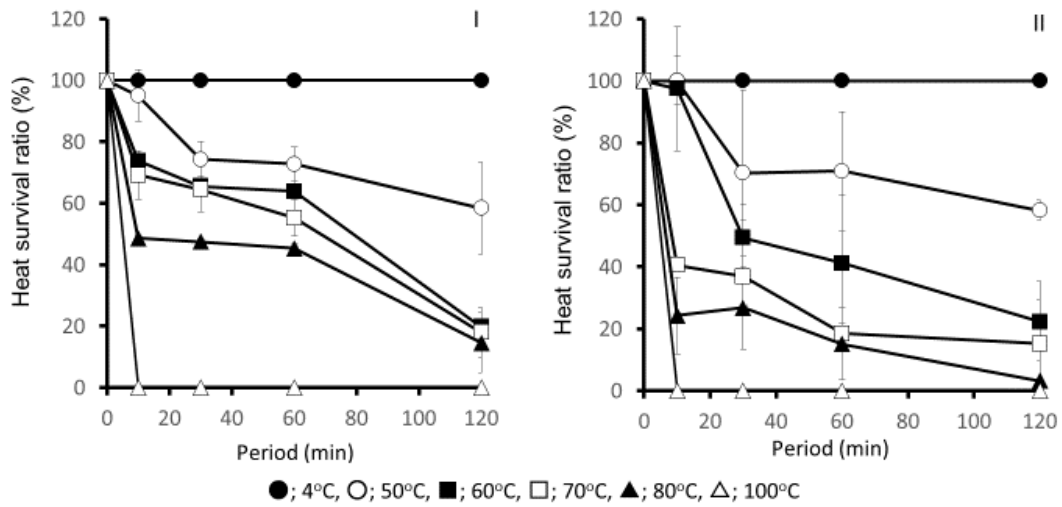 I
Heat survival ratio (%)
120
100
80
60
40
20
0
0 20 40 60 80 100 120
Period (min)
II
Heat survival ratio (%)
120
100
80
60
40
20
0
0 20 40 60 80 100 120
Period (min)
●; 4°C, ○; 50°C, ■; 60°C, □; 70°C, ▲; 80°C, △; 100°C